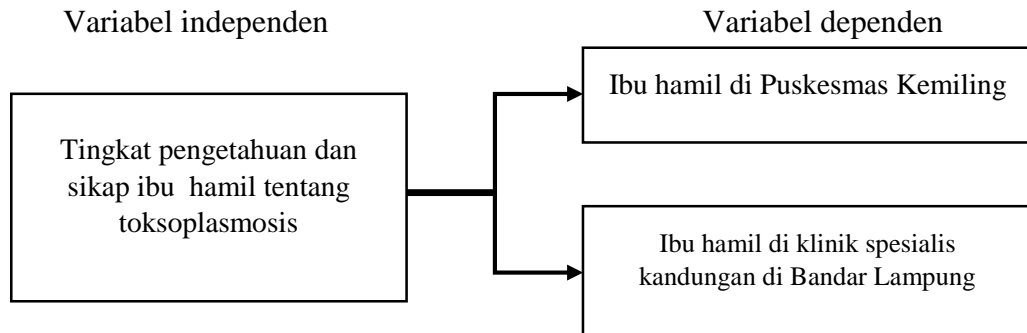 Variabel independen
Variabel dependen
Tingkat pengetahuan dan
sikap ibu hamil tentang
toksoplasmosis
Ibu hamil di Puskesmas Kemiling
Ibu hamil di klinik spesialis
kandungan di Bandar Lampung